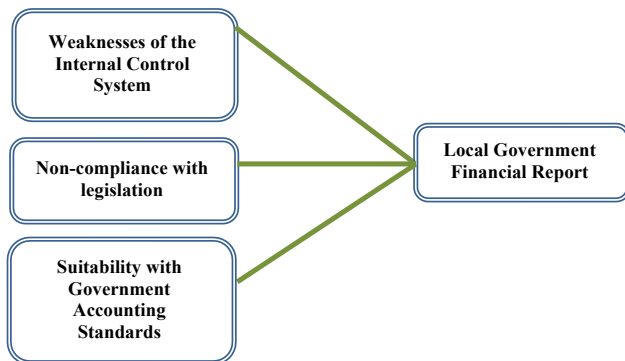 Weaknesses of the
Internal Control
System
Non-compliance with
legislation
Suitability with
Government
Accounting
Standards
Local Government
Financial Report